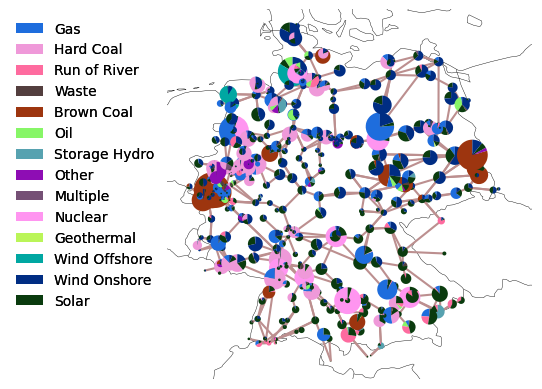 Gas
Hard Coal
Run of River
Waste
Brown Coal
Oil
Storage Hydro
Other
Multiple
Nuclear
Geothermal
Wind Offshore
Wind Onshore
Solar